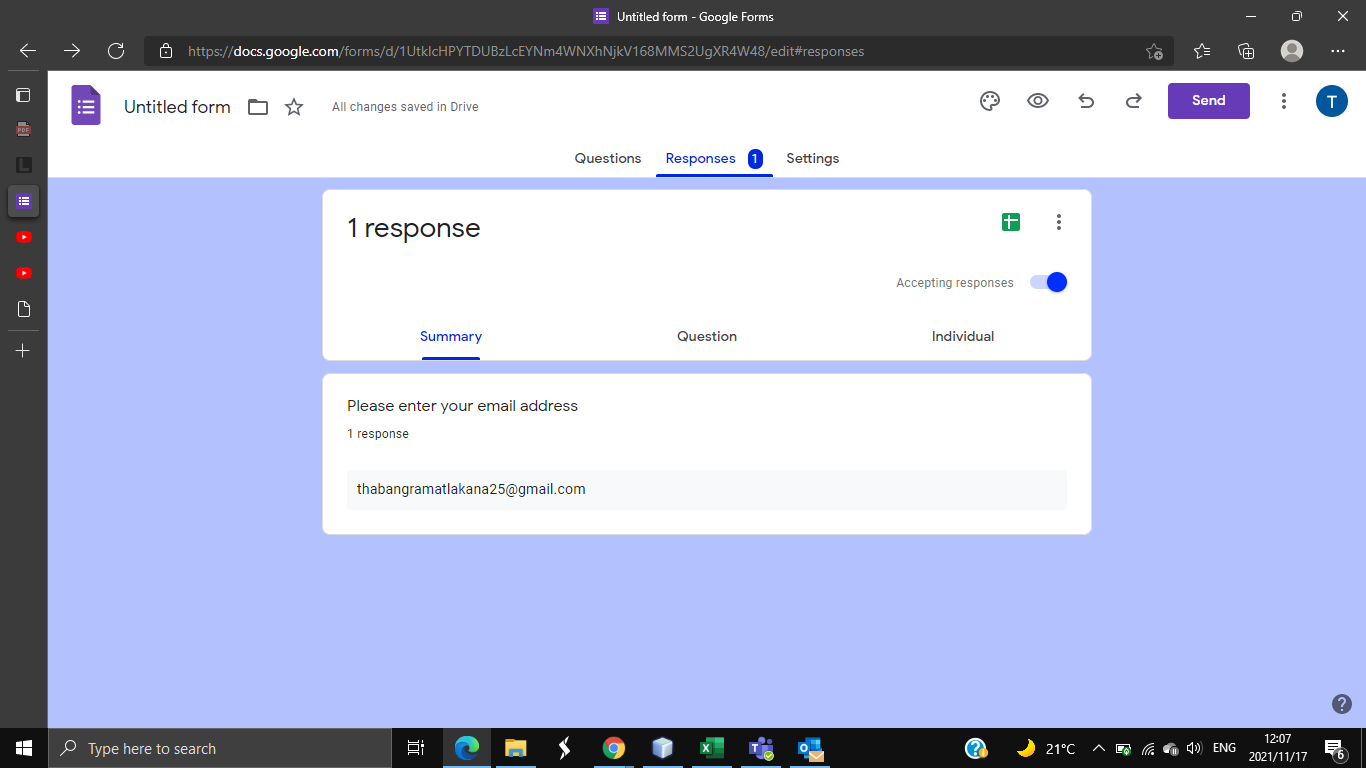 Untitled form - Google Forms
https://docs.google.com/forms/d/1UtklcHPYTDUBzLcEYNm4WNXhNjkV168MMS2UgXR4W48/edit#responses
Untitled form
All changes saved in Drive
Send
T
Questions
Responses 1
Settings
1 response
Accepting responses
Summary
Question
Individual
Please enter your email address
1 response
thabangramatlakana25@gmail.com
Type here to search
21°C
ENG
12:07
2021/11/17
6